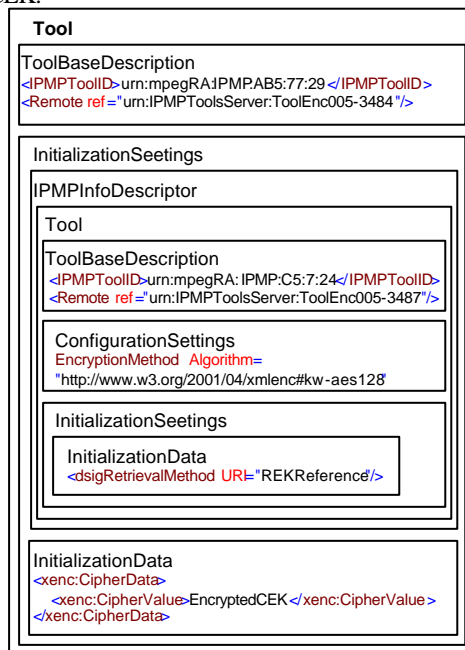 CEK.
Tool
ToolBaseDescription
<IPMPToolID>urn:mpegRA:IPMP:AB5:77:29</IPMPToolID>
<Remote ref="urn:IPMPToolsServer:ToolEnc005-3484"/>
InitializationSeetings
IPMPInfoDescriptor
Tool
ToolBaseDescription
<IPMPToolID>urn:mpegRA:IPMP:C5:7:24</IPMPToolID>
<Remote ref="urn:IPMPToolsServer:ToolEnc005-3487"/>
ConfigurationSettings
EncryptionMethod Algorithm=
"http://www.w3.org/2001/04/xmlenc#kw-aes128"
InitializationSeetings
InitializationData
<dsigRetrievalMethod URI="REKReference"/>
InitializationData
<xenc:CipherData>
<xenc:CipherValue>EncryptedCEK</xenc:CipherValue>
</xenc:CipherData>